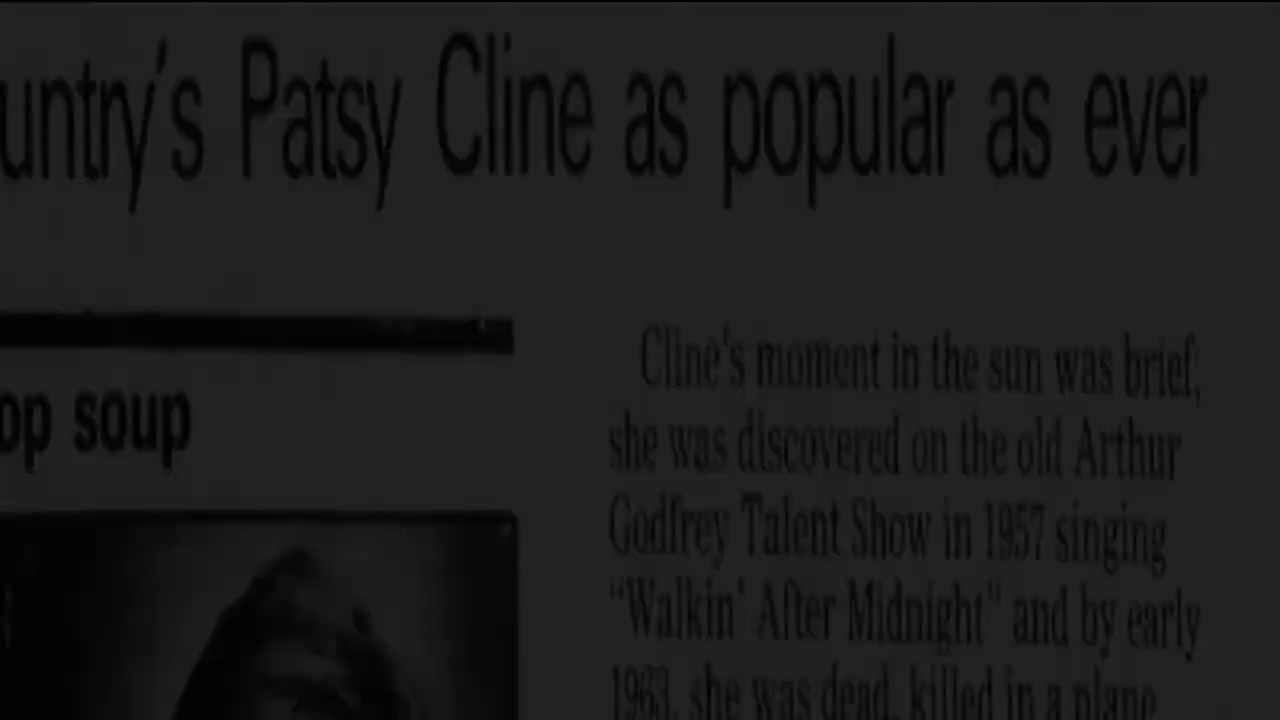 untry's Patsy Cline as popular as ever
op soup
Cline's moment in the sun was brief;
she was discovered on the old Arthur
Godfrey Talent Show in 1957 singing
"Walkin' After Midnight" and by early
1963, she was dead, killed in a plane